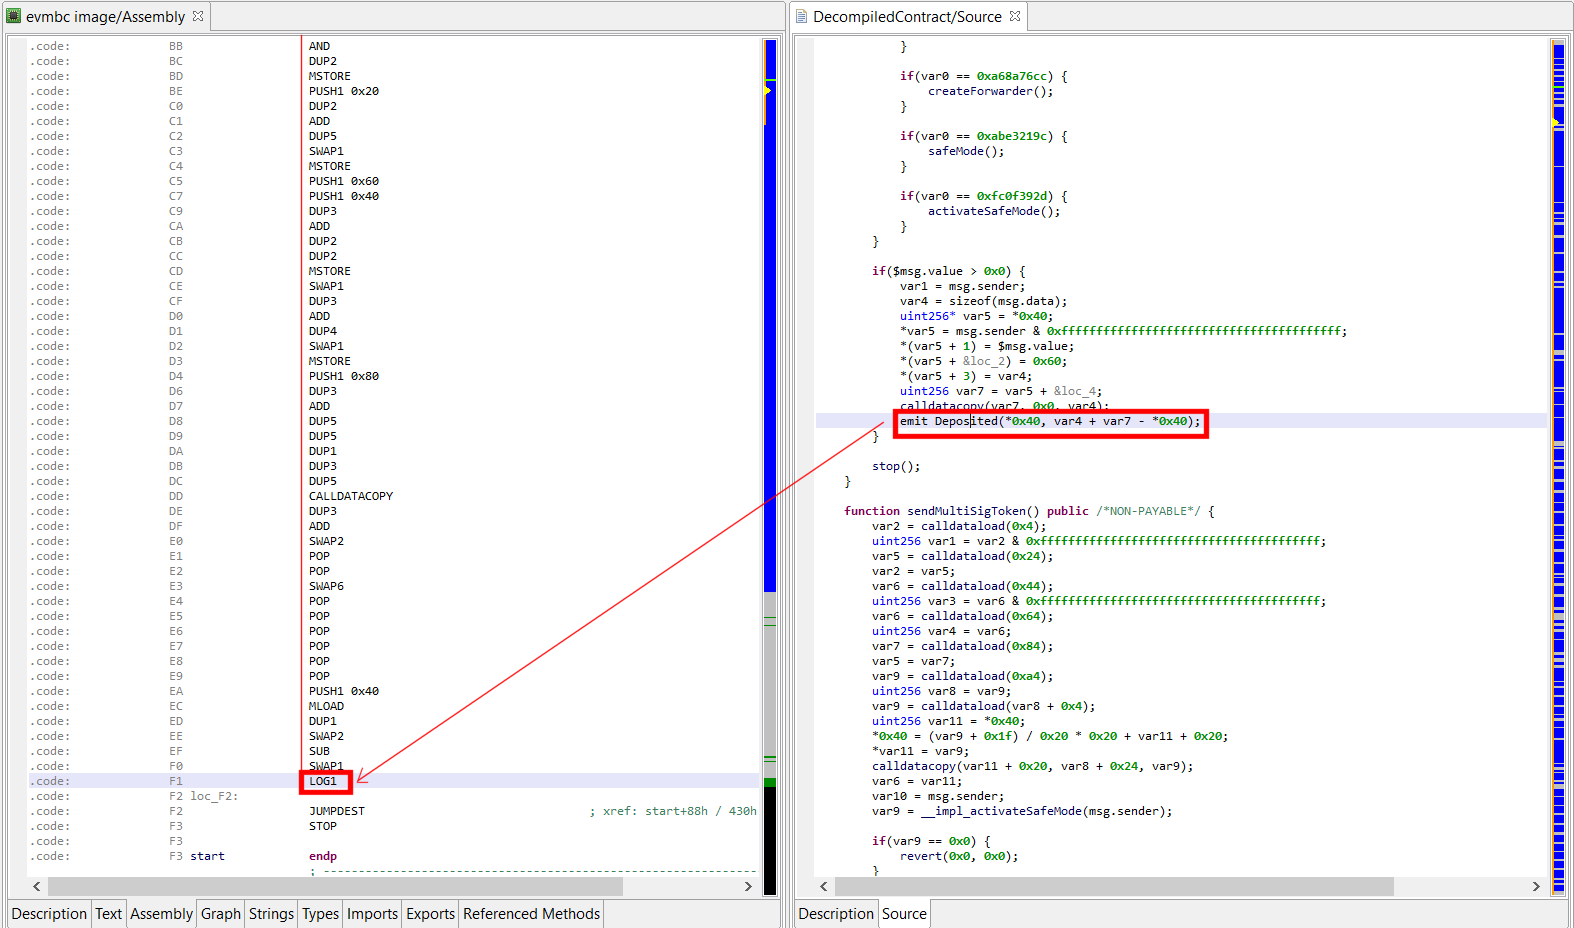 evmbc image/Assembly
.code: BB AND
.code: BC DUP2
.code: BD MSTORE
.code: BE PUSH1 0x20
.code: C0 DUP2
.code: C1 ADD
.code: C2 DUP5
.code: C3 SWAP1
.code: C4 MSTORE
.code: C5 PUSH1 0x60
.code: C7 PUSH1 0x40
.code: C9 DUP3
.code: CA ADD
.code: CB DUP2
.code: CC DUP2
.code: CD MSTORE
.code: CE SWAP1
.code: CF DUP3
.code: D0 ADD
.code: D1 DUP4
.code: D2 SWAP1
.code: D3 MSTORE
.code: D4 PUSH1 0x80
.code: D6 DUP3
.code: D7 ADD
.code: D8 DUP5
.code: D9 DUP5
.code: DA DUP1
.code: DB DUP3
.code: DC DUP5
.code: DD CALLDATACOPY
.code: DE DUP3
.code: DF ADD
.code: E0 SWAP2
.code: E1 POP
.code: E2 POP
.code: E3 SWAP6
.code: E4 POP
.code: E5 POP
.code: E6 POP
.code: E7 POP
.code: E8 POP
.code: E9 POP
.code: EA PUSH1 0x40
.code: EC MLOAD
.code: ED DUP1
.code: EE SWAP2
.code: EF SUB
.code: F0 SWAP1
.code: F1 LOG1
.code: F2 loc_F2:
.code: F2 JUMPDEST ; xref: start+88h / 430h
.code: F3 STOP
.code: F3
.code: F3 start endp
; ----------------------------------------------------------------
Description Text Assembly Graph Strings Types Imports Exports Referenced Methods
DecompiledContract/Source
}
if(var0 == 0xa68a76cc) {
createForwarder();
}
if(var0 == 0xabe3219c) {
safeMode();
}
if(var0 == 0xfc0f392d) {
activateSafeMode();
}
}
if($msg.value > 0x0) {
var1 = msg.sender;
var4 = sizeof(msg.data);
uint256* var5 = *0x40;
*var5 = msg.sender & 0xffffffffffffffffffffffffffffffffffffffff;
*(var5 + 1) = $msg.value;
*(var5 + &loc_2) = 0x60;
*(var5 + 3) = var4;
uint256 var7 = var5 + &loc_4;
calldatacopy(var7, 0x0, var4);
emit Deposited(*0x40, var4 + var7 - *0x40);
}
stop();
}
function sendMultiSigToken() public /*NON-PAYABLE*/ {
var2 = calldataload(0x4);
uint256 var1 = var2 & 0xffffffffffffffffffffffffffffffffffffffff;
var5 = calldataload(0x24);
var2 = var5;
var6 = calldataload(0x44);
uint256 var3 = var6 & 0xffffffffffffffffffffffffffffffffffffffff;
var6 = calldataload(0x64);
uint256 var4 = var6;
var7 = calldataload(0x84);
var5 = var7;
var9 = calldataload(0xa4);
uint256 var8 = var9;
var9 = calldataload(var8 + 0x4);
uint256 var11 = *0x40;
*0x40 = (var9 + 0x1f) / 0x20 * 0x20 + var11 + 0x20;
*var11 = var9;
calldatacopy(var11 + 0x20, var8 + 0x24, var9);
var6 = var11;
var10 = msg.sender;
var9 = __impl_activateSafeMode(msg.sender);
if(var9 == 0x0) {
revert(0x0, 0x0);
}
Description Source